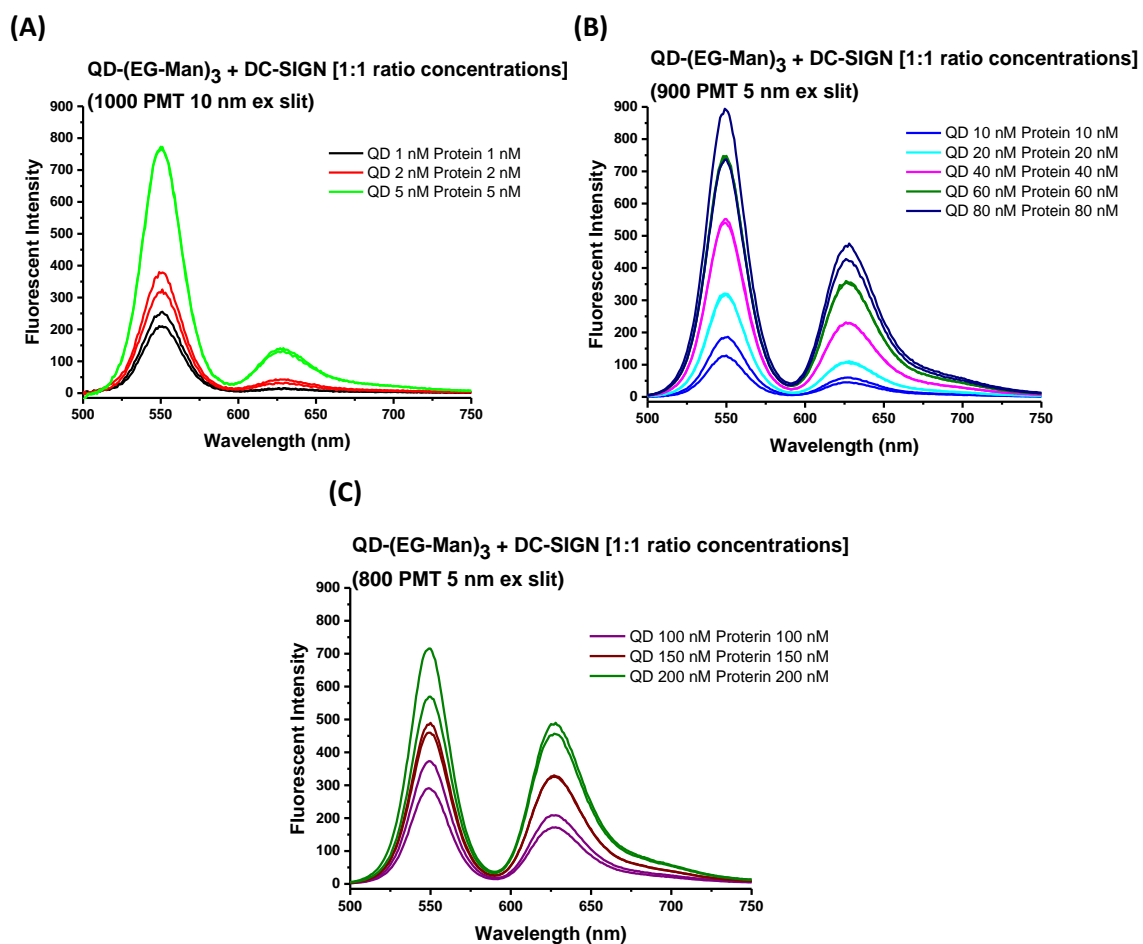 (A)
QD-(EG-Man)3 + DC-SIGN [1:1 ratio concentrations]
(1000 PMT 10 nm ex slit)
900
800
700
600
500
400
300
200
100
0
Fluorescent Intensity
QD 1 nM Protein 1 nM
QD 2 nM Protein 2 nM
QD 5 nM Protein 5 nM
500
550
600
650
700
750
Wavelength (nm)
(B)
QD-(EG-Man)3 + DC-SIGN [1:1 ratio concentrations]
(900 PMT 5 nm ex slit)
900
800
700
600
500
400
300
200
100
0
Fluorescent Intensity
QD 10 nM Protein 10 nM
QD 20 nM Protein 20 nM
QD 40 nM Protein 40 nM
QD 60 nM Protein 60 nM
QD 80 nM Protein 80 nM
500
550
600
650
700
750
Wavelength (nm)
(C)
QD-(EG-Man)3 + DC-SIGN [1:1 ratio concentrations]
(800 PMT 5 nm ex slit)
900
800
700
600
500
400
300
200
100
0
Fluorescent Intensity
QD 100 nM Proterin 100 nM
QD 150 nM Proterin 150 nM
QD 200 nM Proterin 200 nM
500
550
600
650
700
750
Wavelength (nm)